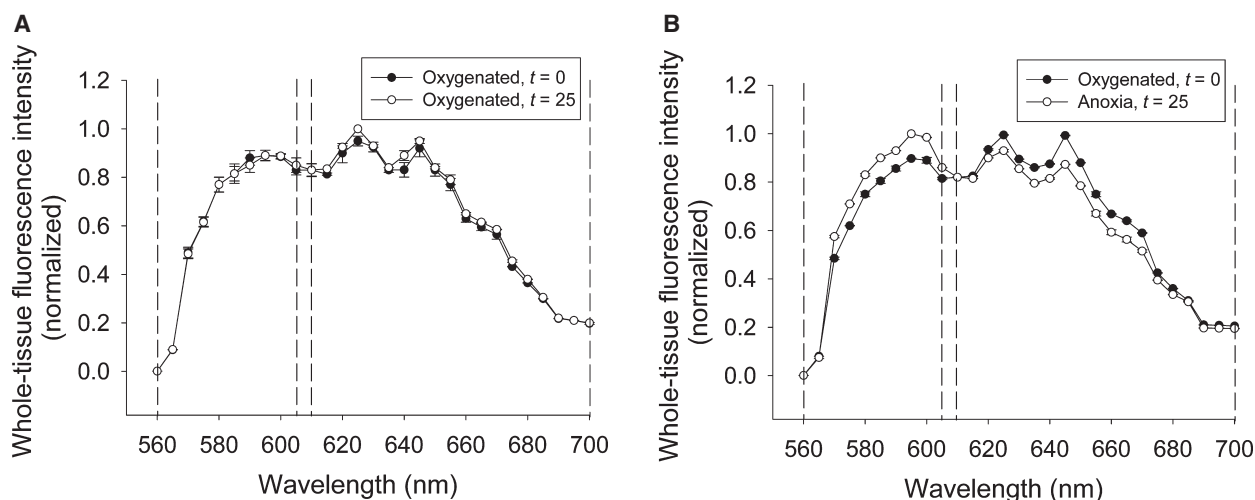 A
Whole-tissue fluorescence intensity
(normalized)
1.2
1.0
0.8
0.6
0.4
0.2
0.0
Oxygenated, t = 0
Oxygenated, t = 25
560 580 600 620 640 660 680 700
Wavelength (nm)
B
Whole-tissue fluorescence intensity
(normalized)
1.2
1.0
0.8
0.6
0.4
0.2
0.0
Oxygenated, t = 0
Anoxia, t = 25
560 580 600 620 640 660 680 700
Wavelength (nm)